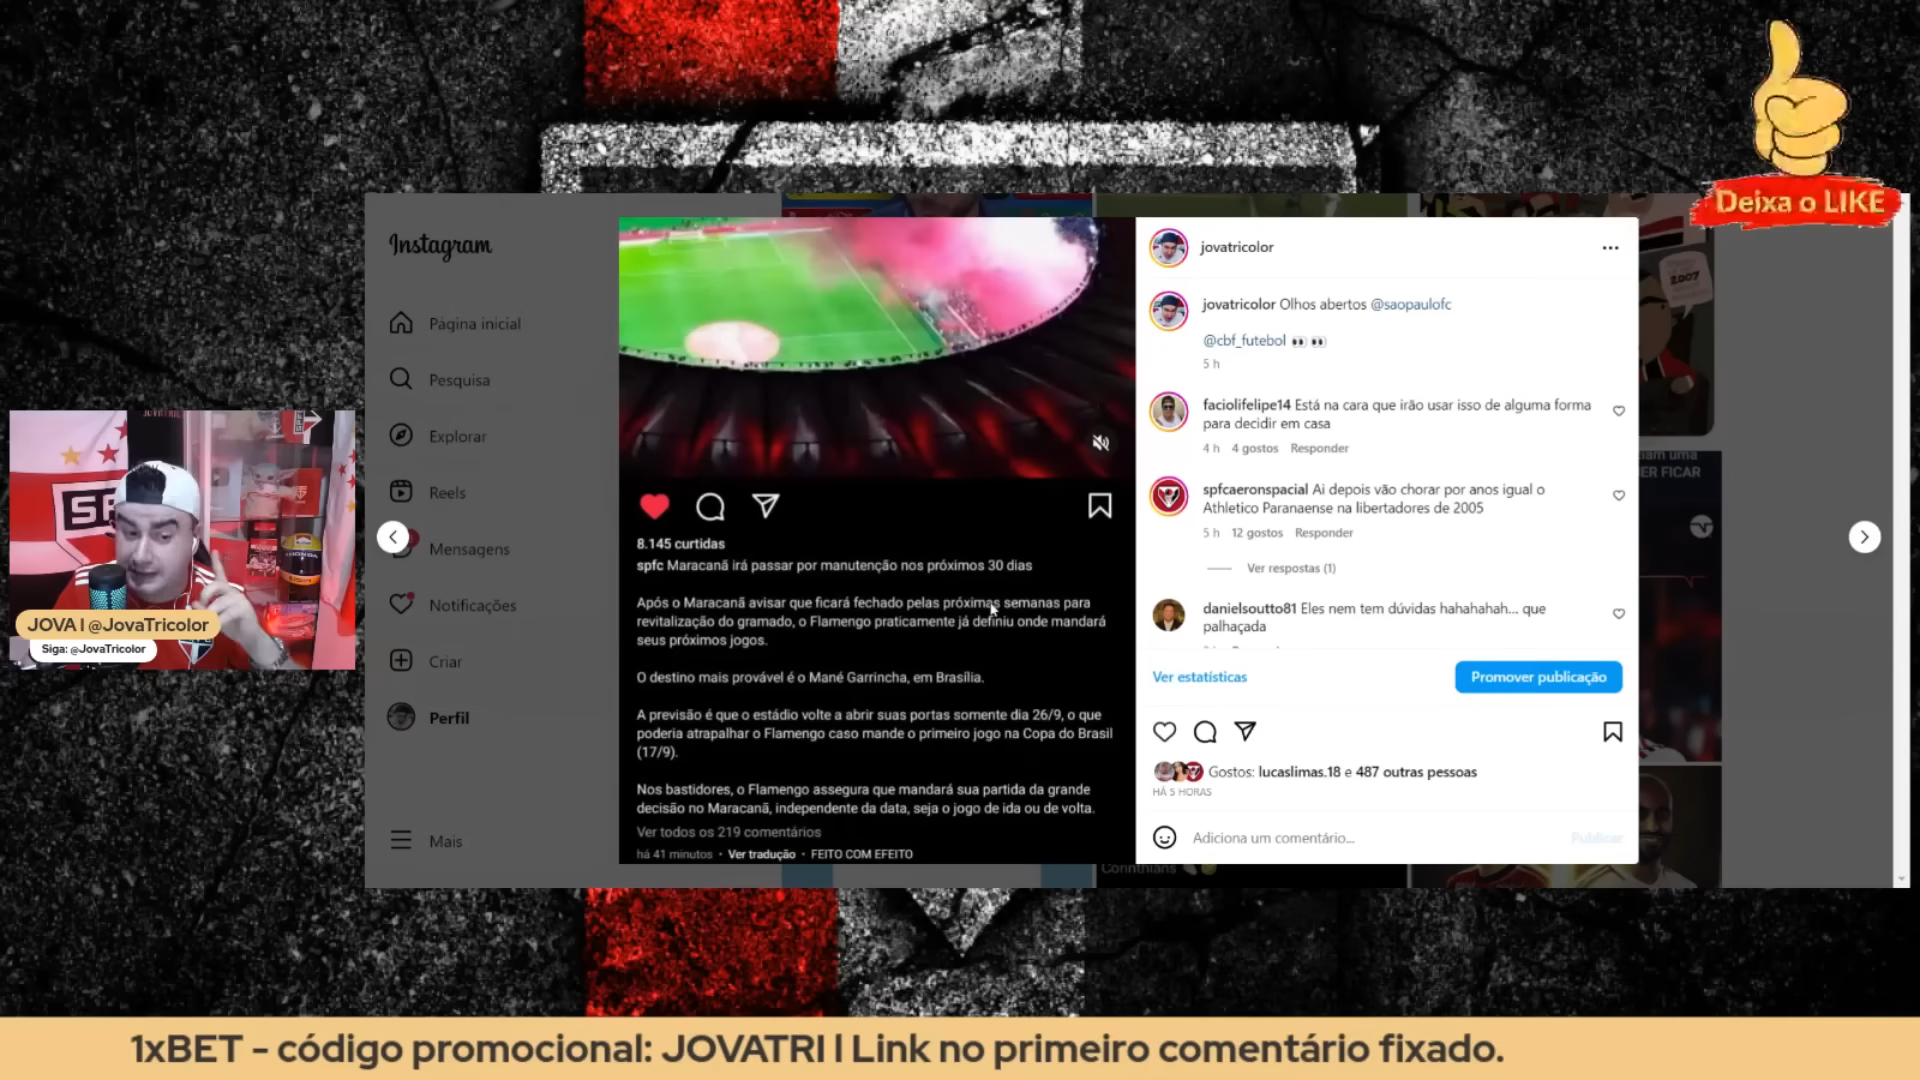 Deixa o LIKE
Instagram
Página inicial
Pesquisa
Explorar
Reels
Mensagens
Notificações
Criar
Perfil
Mais
SP
JOVA | @JovaTricolor
Siga: @JovaTricolor
8.145 curtidas
spfc Maracanã irá passar por manutenção nos próximos 30 dias
Após o Maracanã avisar que ficará fechado pelas próximas semanas para
revitalização do gramado, o Flamengo praticamente já definiu onde mandará
seus próximos jogos.
O destino mais provável é o Mané Garrincha, em Brasília.
A previsão é que o estádio volte a abrir suas portas somente dia 26/9, o que
poderia atrapalhar o Flamengo caso mande o primeiro jogo na Copa do Brasil
(17/9).
Nos bastidores, o Flamengo assegura que mandará sua partida da grande
decisão no Maracanã, independente da data, seja o jogo de ida ou de volta.
Ver todos os 219 comentários
há 41 minutos • Ver tradução • FEITO COM EFEITO
jovatricolor
jovatricolor Olhos abertos @saopaulofc
@cbf_futebol 👀 👀
5 h
faciolifelipe14 Está na cara que irão usar isso de alguma forma
para decidir em casa
4 h 4 gostos Responder
spfcaeronspacial Ai depois vão chorar por anos igual o
Athletico Paranaense na libertadores de 2005
5 h 12 gostos Responder
Ver respostas (1)
danielsoutto81 Eles nem tem dúvidas hahahahah... que
palhaçada
Ver estatísticas
Promover publicação
Gostos: lucaslimas.18 e 487 outras pessoas
HÁ 5 HORAS
Adiciona um comentário...
Publicar
2007
ER FICAR
Corinthians
1xBET - código promocional: JOVATRI | Link no primeiro comentário fixado.